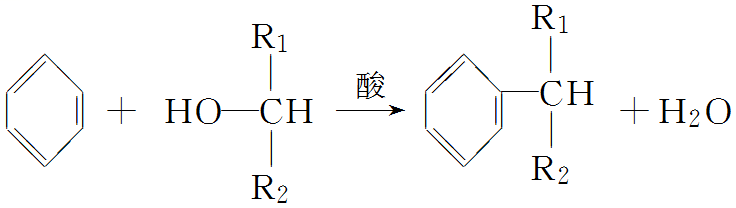 R₁ R₁
+ HO—CH 酸 CH + H₂O
R₂ R₂